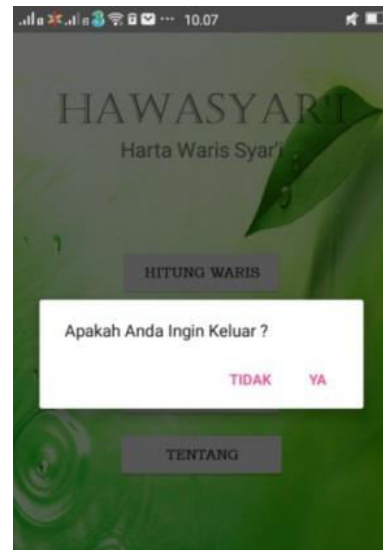 10.07
HAWASYAR'I
Harta Waris Syar'i
HITUNG WARIS
Apakah Anda Ingin Keluar ?
TIDAK YA
TENTANG